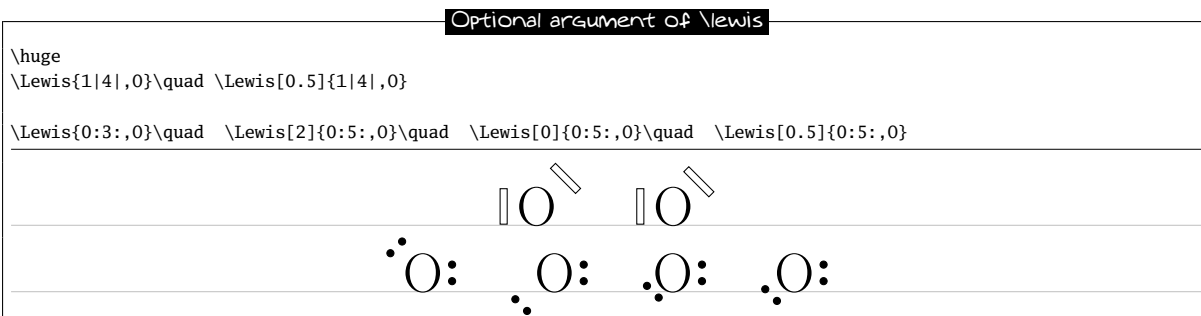 Optional argument of \lewis
\huge
\Lewis{1|4|,O}\quad \Lewis[0.5]{1|4|,O}
\Lewis{0:3:,O}\quad  \Lewis[2]{0:5:,O}\quad  \Lewis[0]{0:5:,O}\quad  \Lewis[0.5]{0:5:,O}
O O
O: O: O: O: